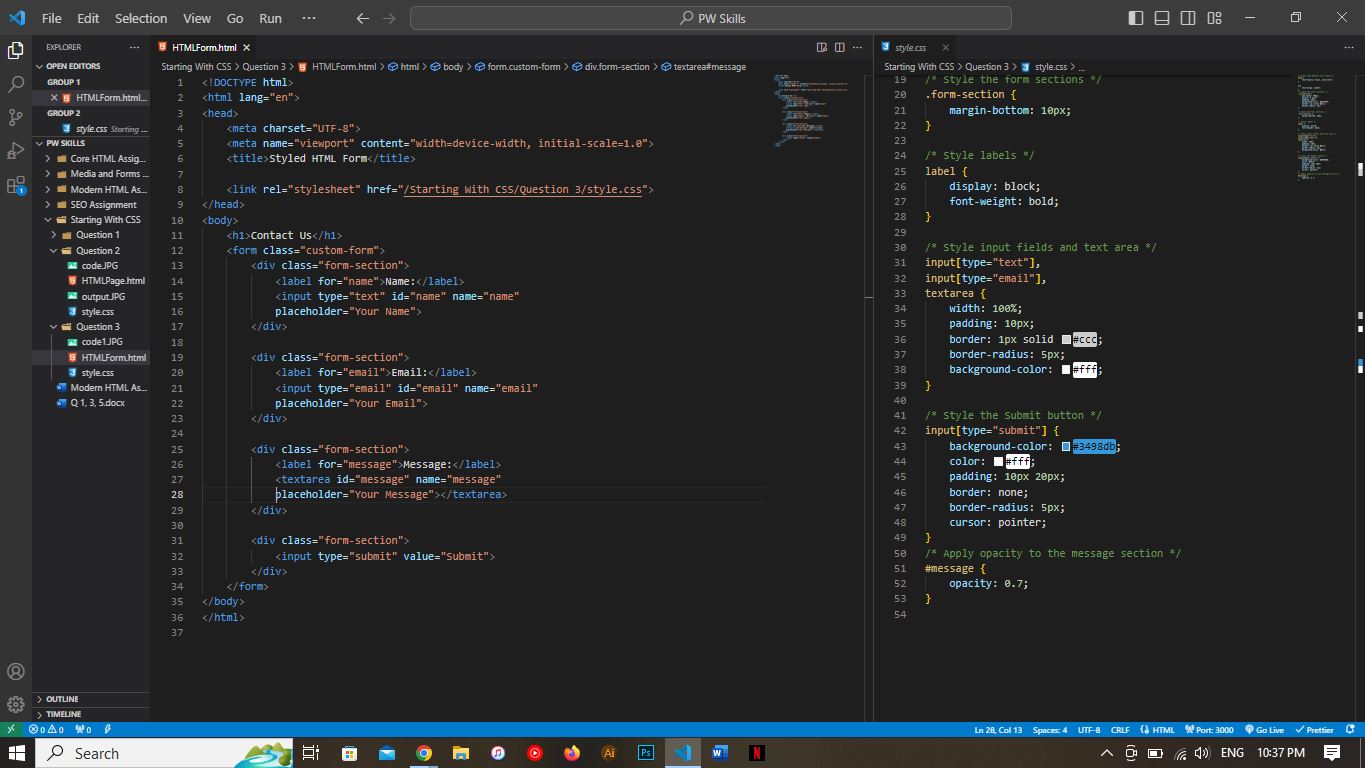 File Edit Selection View Go Run ··· PW Skills
EXPLORER ···
OPEN EDITORS
GROUP 1
HTMLForm.html...
GROUP 2
style.css Starting ...
PW SKILLS
Core HTML Assig...
Media and Forms ...
Modern HTML As...
SEO Assignment
Starting With CSS
Question 1
Question 2
code.JPG
HTMLPage.html
output.JPG
style.css
Question 3
code1.JPG
HTMLForm.html
style.css
Modern HTML As...
Q 1, 3, 5.docx
OUTLINE
TIMELINE
HTMLForm.html
Starting With CSS > Question 3 > HTMLForm.html > html > body > form.custom-form > div.form-section > textarea#message
1 <!DOCTYPE html>
2 <html lang="en">
3 <head>
4 <meta charset="UTF-8">
5 <meta name="viewport" content="width=device-width, initial-scale=1.0">
6 <title>Styled HTML Form</title>
7
8 <link rel="stylesheet" href="/Starting With CSS/Question 3/style.css">
9 </head>
10 <body>
11 <h1>Contact Us</h1>
12 <form class="custom-form">
13 <div class="form-section">
14 <label for="name">Name:</label>
15 <input type="text" id="name" name="name"
16 placeholder="Your Name">
17 </div>
18
19 <div class="form-section">
20 <label for="email">Email:</label>
21 <input type="email" id="email" name="email"
22 placeholder="Your Email">
23 </div>
24
25 <div class="form-section">
26 <label for="message">Message:</label>
27 <textarea id="message" name="message"
28 placeholder="Your Message"></textarea>
29 </div>
30
31 <div class="form-section">
32 <input type="submit" value="Submit">
33 </div>
34 </form>
35 </body>
36 </html>
37
style.css
Starting With CSS > Question 3 > style.css > ...
19 /* Style the form sections */
20 .form-section {
21 margin-bottom: 10px;
22 }
23
24 /* Style labels */
25 label {
26 display: block;
27 font-weight: bold;
28 }
29
30 /* Style input fields and text area */
31 input[type="text"],
32 input[type="email"],
33 textarea {
34 width: 100%;
35 padding: 10px;
36 border: 1px solid #ccc;
37 border-radius: 5px;
38 background-color: #fff;
39 }
40
41 /* Style the Submit button */
42 input[type="submit"] {
43 background-color: #3498db;
44 color: #fff;
45 padding: 10px 20px;
46 border: none;
47 border-radius: 5px;
48 cursor: pointer;
49 }
50 /* Apply opacity to the message section */
51 #message {
52 opacity: 0.7;
53 }
54
0 0 0 Ln 28, Col 13 Spaces: 4 UTF-8 CRLF HTML Port: 3000 Go Live Prettier
Search ENG 10:37 PM